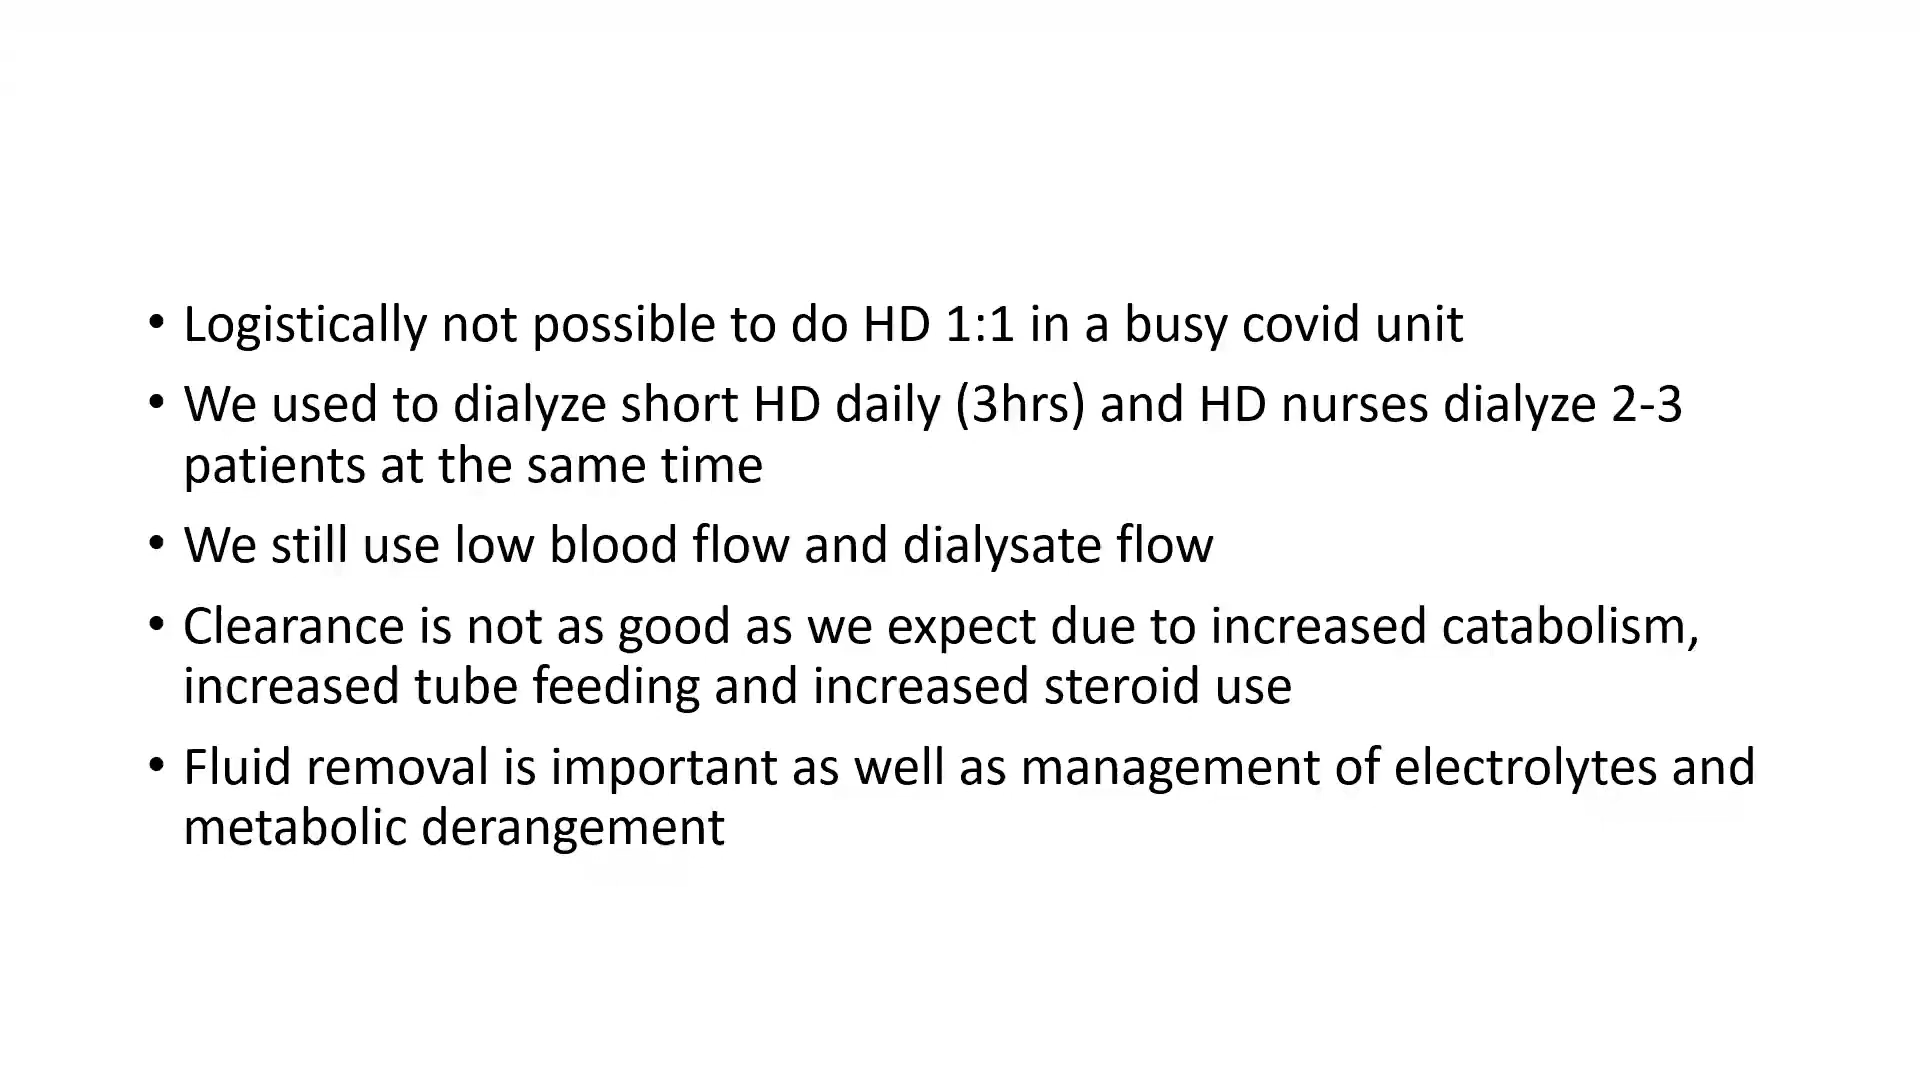 • Logistically not possible to do HD 1:1 in a busy covid unit
• We used to dialyze short HD daily (3hrs) and HD nurses dialyze 2-3
patients at the same time
• We still use low blood flow and dialysate flow
• Clearance is not as good as we expect due to increased catabolism,
increased tube feeding and increased steroid use
• Fluid removal is important as well as management of electrolytes and
metabolic derangement